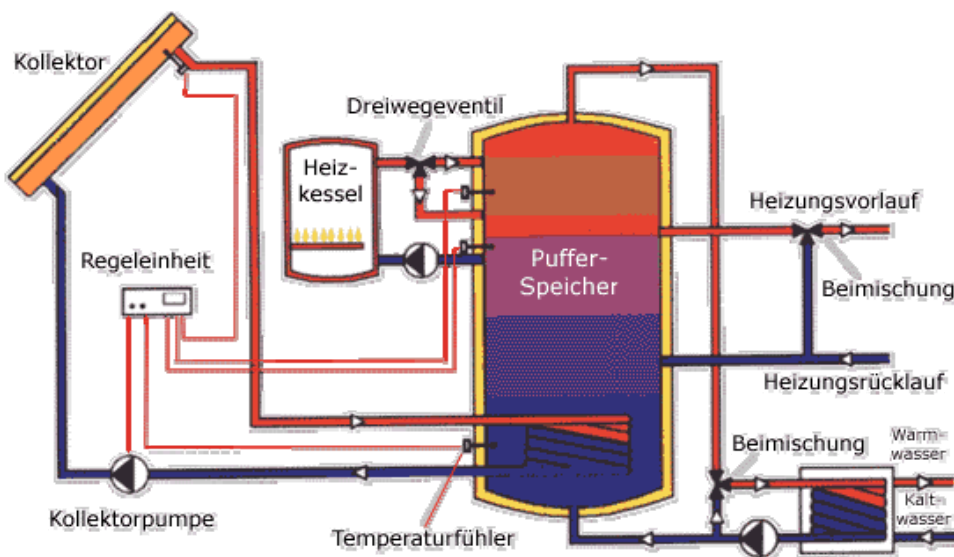 Kollektor
Dreiwegeventil
Heiz-
kessel
Heizungsvorlauf
Regeleinheit
Puffer-
Speicher
Beimischung
Heizungsrücklauf
Beimischung
Warm-
wasser
Kalt-
wasser
Kollektorpumpe
Temperaturfühler